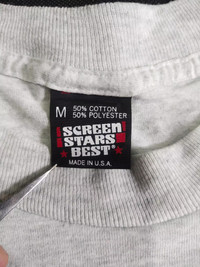 M 50% COTTON
50% POLYESTER
SCREEN
STARS
BEST
MADE IN U.S.A.